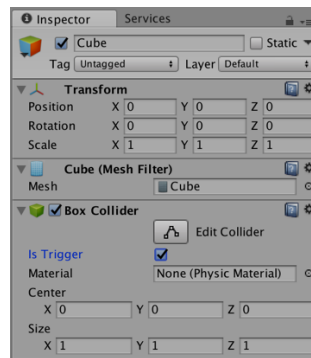 Inspector Services
Cube Static
Tag Untagged Layer Default
Transform
Position X 0 Y 0 Z 0
Rotation X 0 Y 0 Z 0
Scale X 1 Y 1 Z 1
Cube (Mesh Filter)
Mesh Cube
Box Collider
Edit Collider
Is Trigger
Material None (Physic Material)
Center
X 0 Y 0 Z 0
Size
X 1 Y 1 Z 1